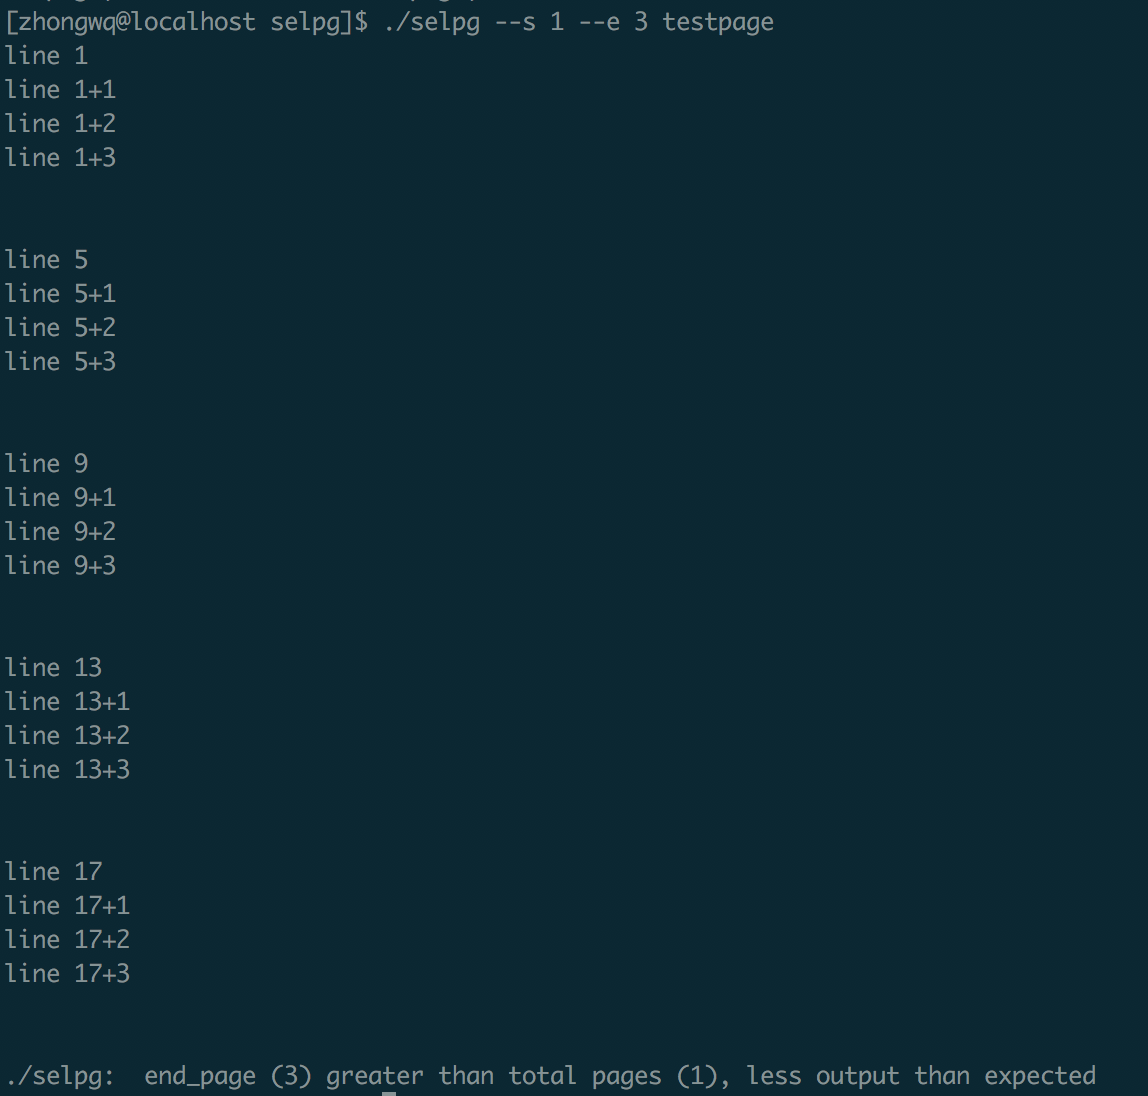 [zhongwq@localhost selpg]$ ./selpg --s 1 --e 3 testpage
line 1
line 1+1
line 1+2
line 1+3
line 5
line 5+1
line 5+2
line 5+3
line 9
line 9+1
line 9+2
line 9+3
line 13
line 13+1
line 13+2
line 13+3
line 17
line 17+1
line 17+2
line 17+3
./selpg:  end_page (3) greater than total pages (1), less output than expected